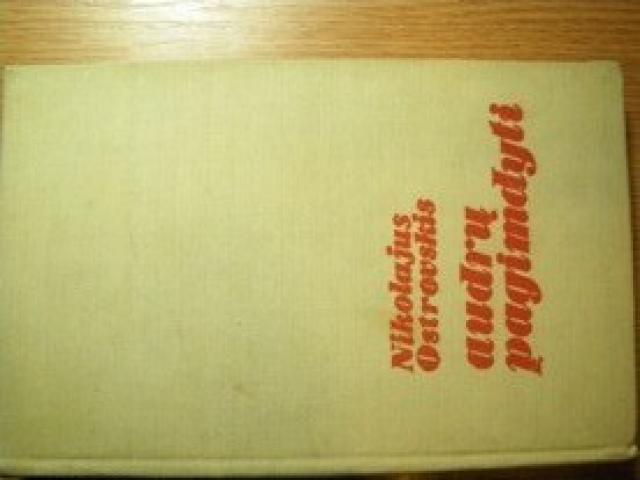 Nikolajus
Ostrovskis
audrų
pagimdyti